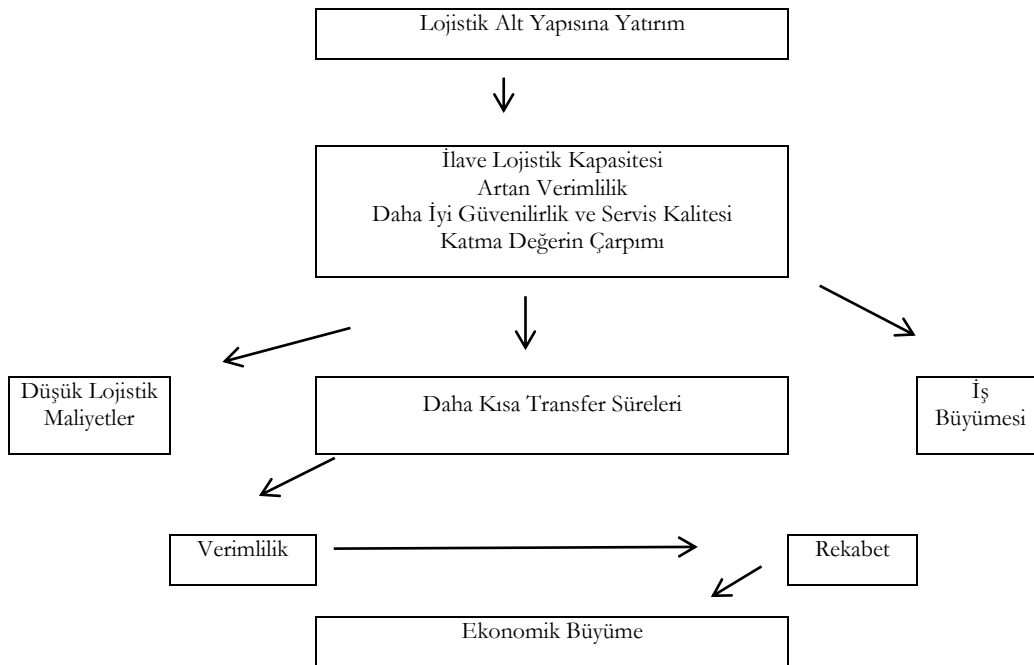 Lojistik Alt Yapısına Yatırım
İlave Lojistik Kapasitesi
Artan Verimlilik
Daha İyi Güvenilirlik ve Servis Kalitesi
Katma Değerin Çarpımı
Düşük Lojistik
Maliyetler
Daha Kısa Transfer Süreleri
İş
Büyümesi
Verimlilik
Rekabet
Ekonomik Büyüme